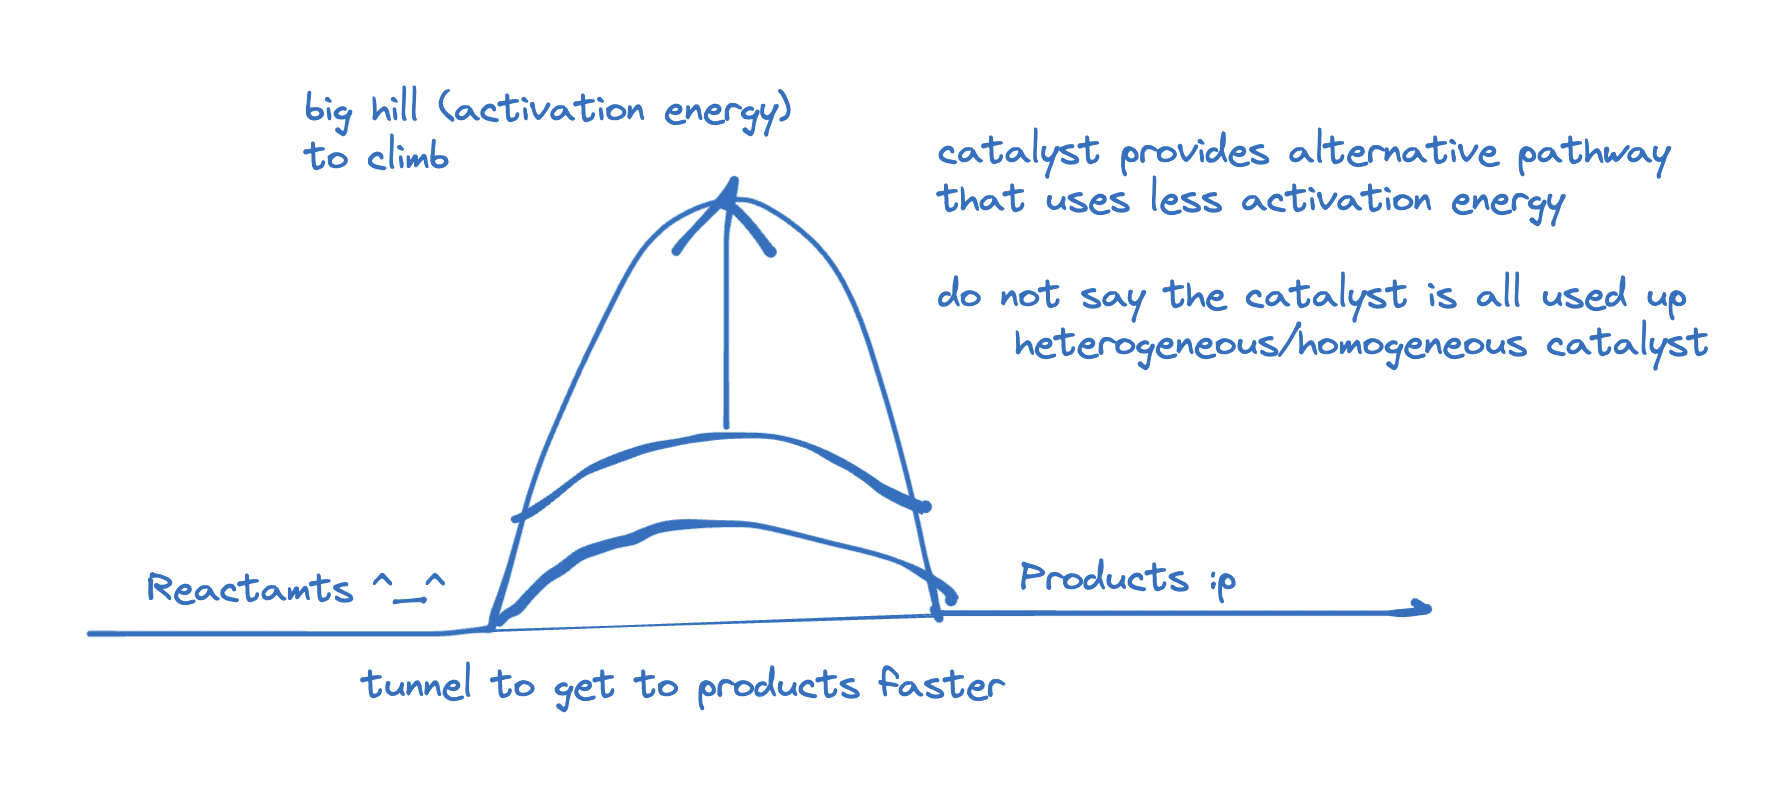 big hill (activation energy)
to climb
catalyst provides alternative pathway
that uses less activation energy
do not say the catalyst is all used up
heterogeneous/homogeneous catalyst
Reactamts ^_^
Products :p
tunnel to get to products faster